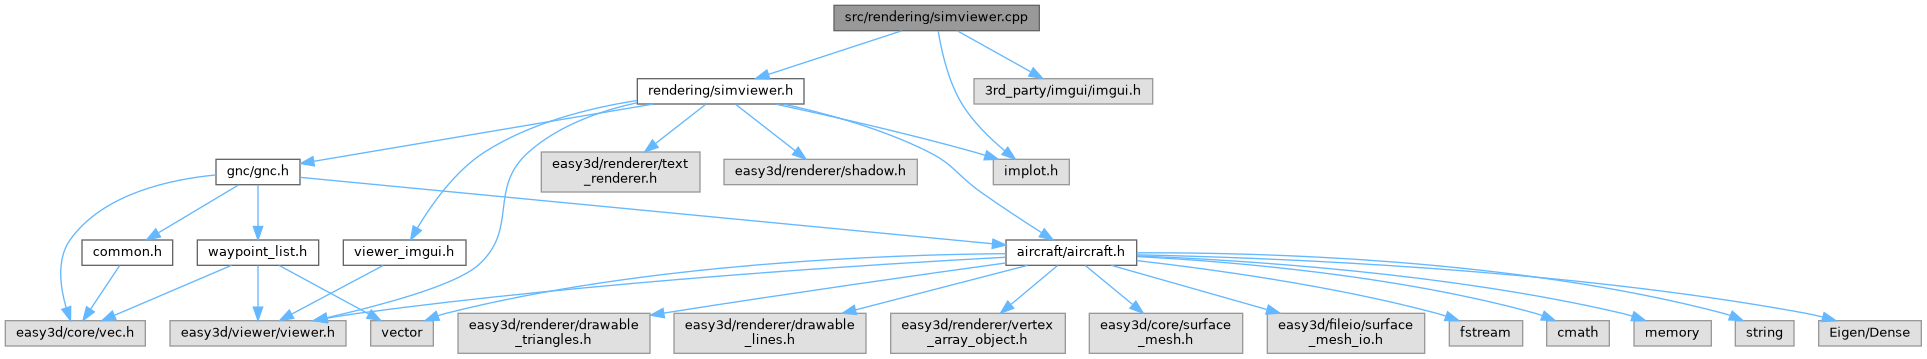 src/rendering/simviewer.cpp
rendering/simviewer.h
3rd_party/imgui/imgui.h
gnc/gnc.h
easy3d/renderer/text
_renderer.h
easy3d/renderer/shadow.h
implot.h
common.h
waypoint_list.h
viewer_imgui.h
aircraft/aircraft.h
easy3d/core/vec.h
easy3d/viewer/viewer.h
vector
easy3d/renderer/drawable
_triangles.h
easy3d/renderer/drawable
_lines.h
easy3d/renderer/vertex
_array_object.h
easy3d/core/surface
_mesh.h
easy3d/fileio/surface
_mesh_io.h
fstream
cmath
memory
string
Eigen/Dense